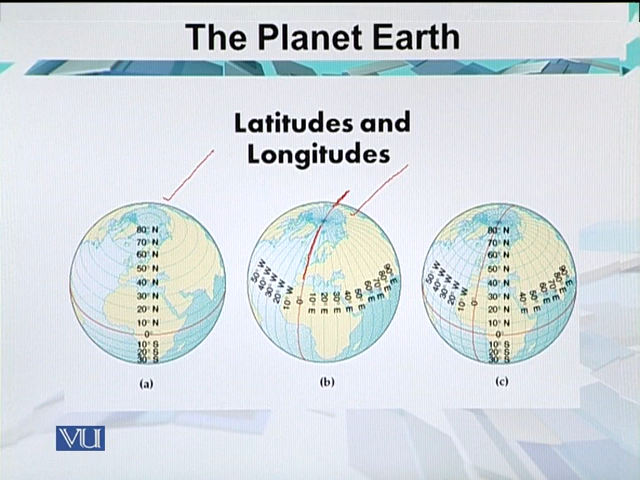 The Planet Earth
Latitudes and
Longitudes
80° N
70° N
60° N
50° N
40° N
30° N
20° N
10° N
0°
10° S
20° S
30° S
(a)
50° W
40° W
30° W
20° W
10° W
0°
10° E
20° E
30° E
40° E
50° E
60° E
70° E
80° E
90° E
(b)
80° N
70° N
60° N
50° N
40° N
30° N
20° N
10° N
0°
10° S
20° S
30° S
50° W
40° W
30° W
20° W
10° W
0
40° E
50° E
60° E
70° E
80° E
90° E
(c)
VU